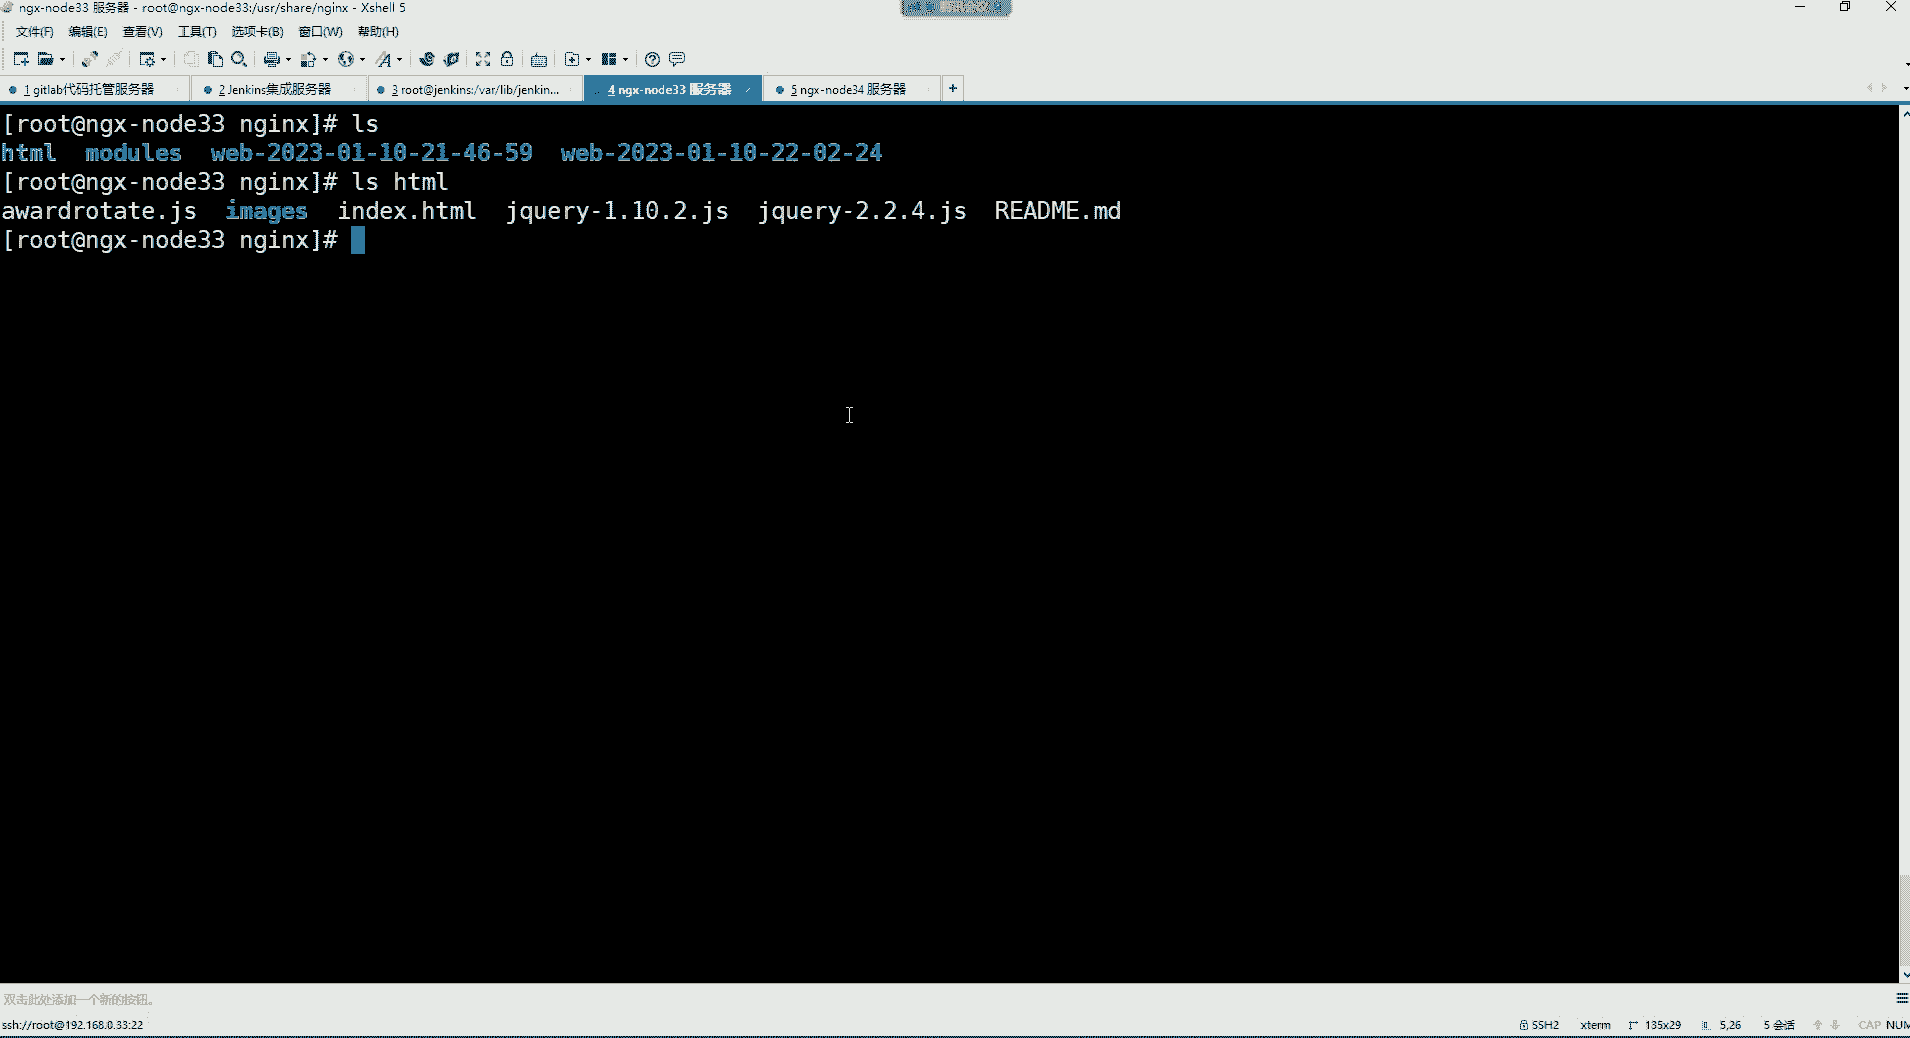 ngx-node33 服务器 - root@ngx-node33:/usr/share/nginx - Xshell 5
文件(F) 编辑(E) 查看(V) 工具(T) 选项卡(B) 窗口(W) 帮助(H)
1 gitlab代码托管服务器 2 Jenkins集成服务器 3 root@jenkins:/var/lib/jenkin... 4 ngx-node33 服务器 5 ngx-node34 服务器 +
[root@ngx-node33 nginx]# ls
html modules web-2023-01-10-21-46-59 web-2023-01-10-22-02-24
[root@ngx-node33 nginx]# ls html
awardrotate.js images index.html jquery-1.10.2.js jquery-2.2.4.js README.md
[root@ngx-node33 nginx]#
双击此处添加一个新的按钮。
ssh://root@192.168.0.33:22 SSH2 xterm 135x29 5,26 5 会话 CAP NUM